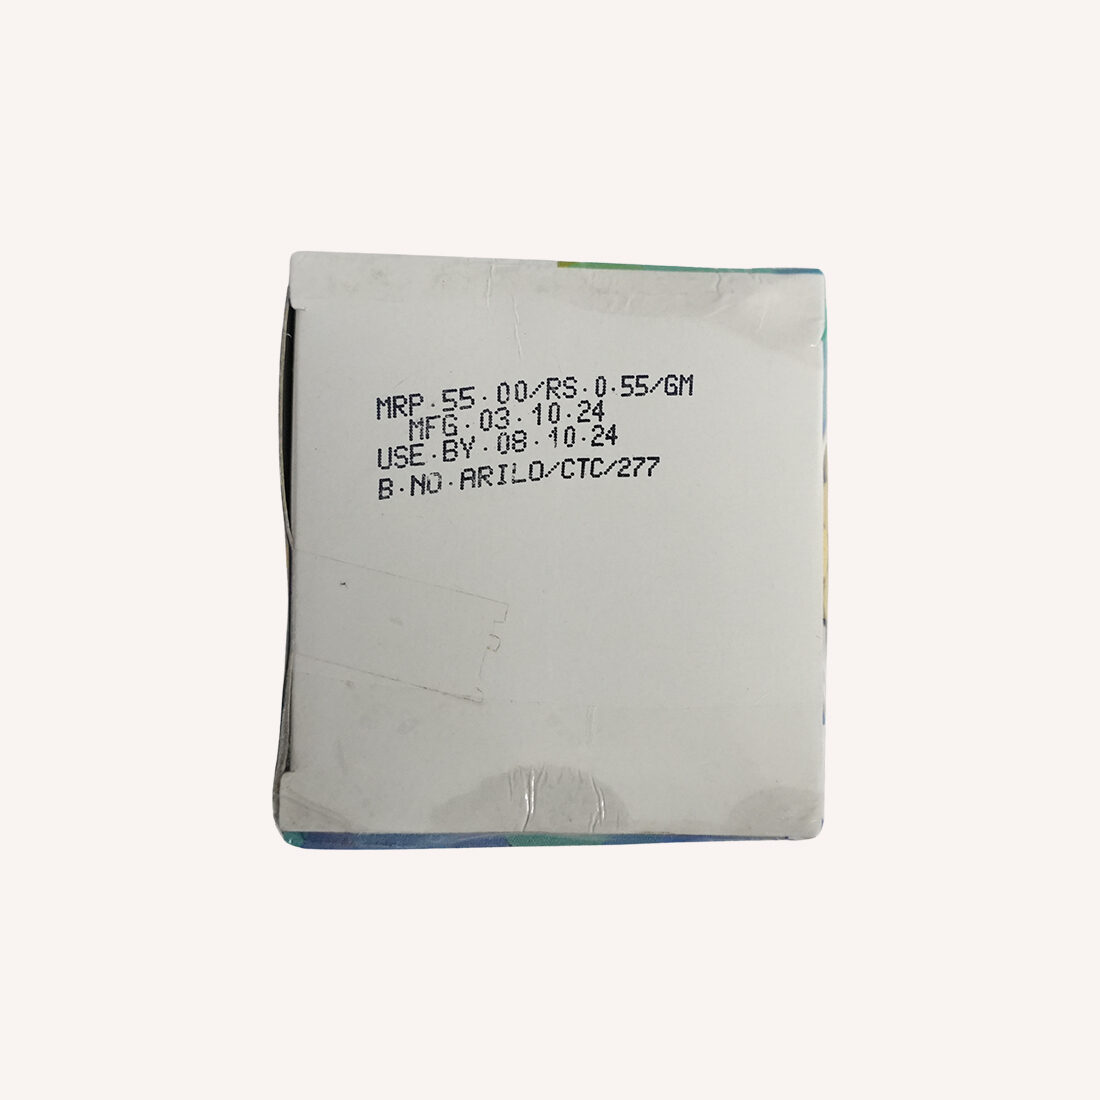 MRP.55.00/RS.0.55/GM
MFG.03.10.24
USE.BY.08.10.24
B.NO.ARILO/CTC/277